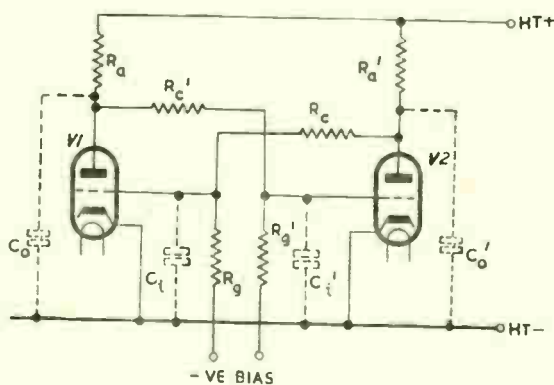 HT+
Ra
Ra'
Rc'
Rc
V1
V2
Co
Ci
Rg
Rg'
Ci'
Co'
HT-
-VE BIAS